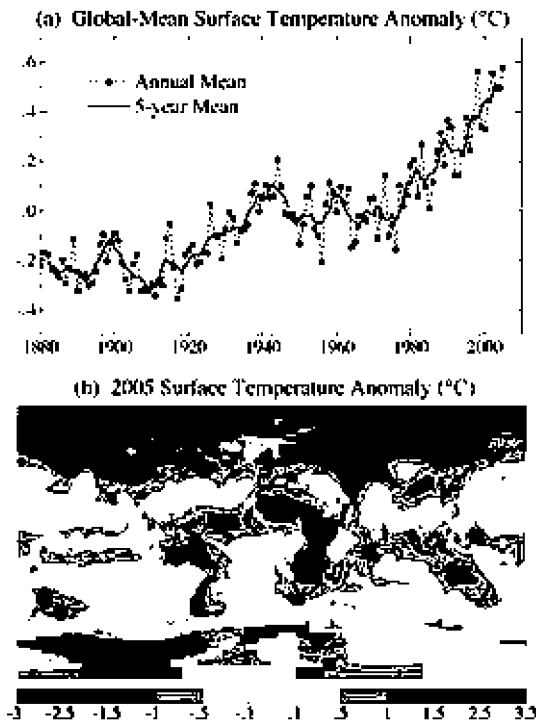 (a) Global-Mean Surface Temperature Anomaly (°C)
.6
Annual Mean
5-year Mean
.4
.2
.0
-.2
-.4
1880 1900 1920 1940 1960 1980 2000
(b) 2005 Surface Temperature Anomaly (°C)
-3 -2.5 -1.5 -1 -.5 -.1 .1 .5 1 1.5 2.5 3.5